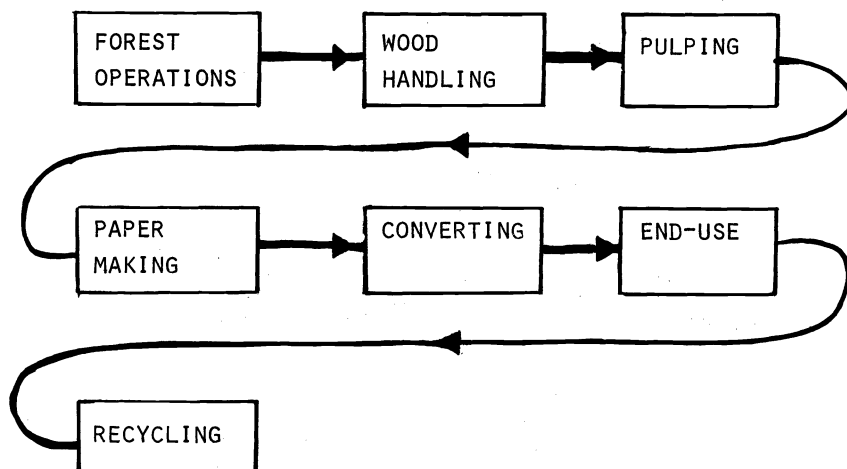 FOREST
OPERATIONS
WOOD
HANDLING
PULPING
PAPER
MAKING
CONVERTING
END-USE
RECYCLING